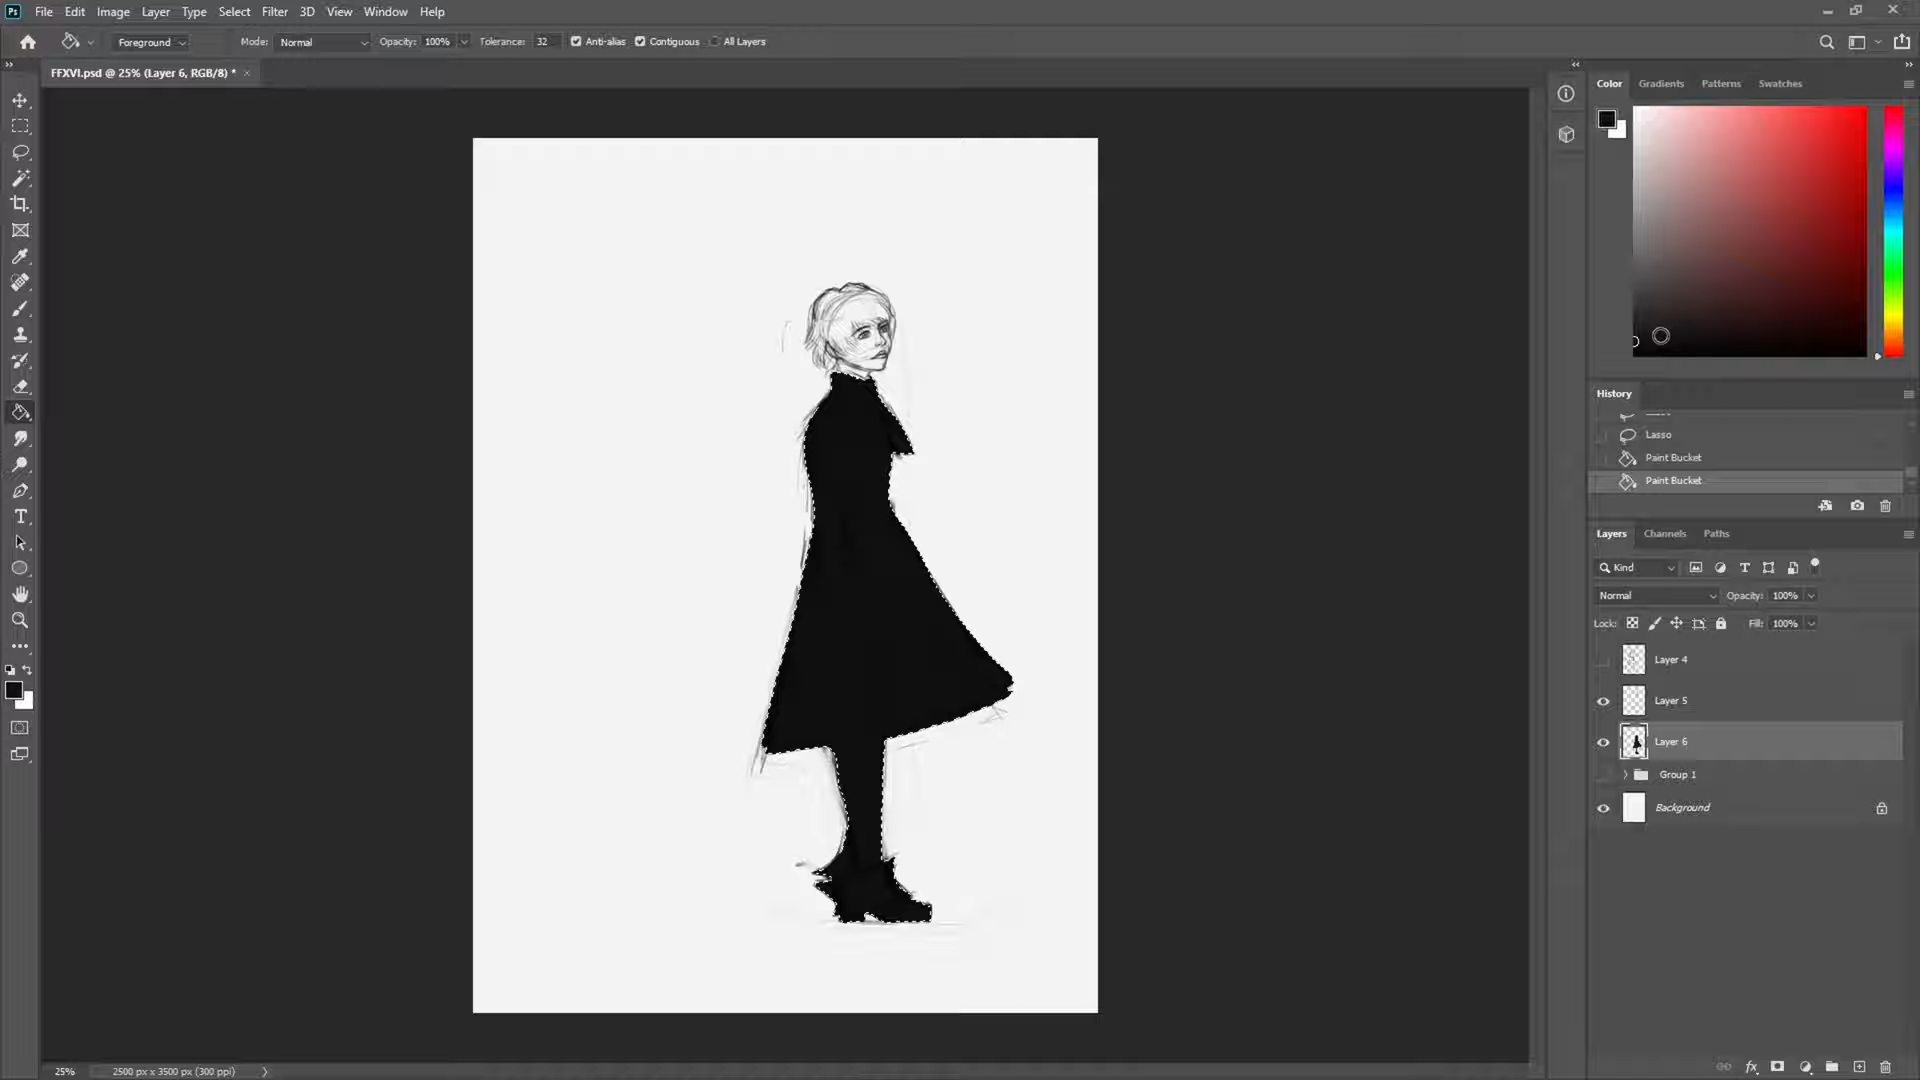 Ps File Edit Image Layer Type Select Filter 3D View Window Help
Foreground Mode: Normal Opacity: 100% Tolerance: 32 Anti-alias Contiguous All Layers
FFXVI.psd @ 25% (Layer 6, RGB/8) *
Color Gradients Patterns Swatches
History
Lasso
Paint Bucket
Paint Bucket
Layers Channels Paths
Kind
Normal Opacity: 100%
Lock: Fill: 100%
Layer 4
Layer 5
Layer 6
Group 1
Background
25% 2500 px x 3500 px (300 ppi)